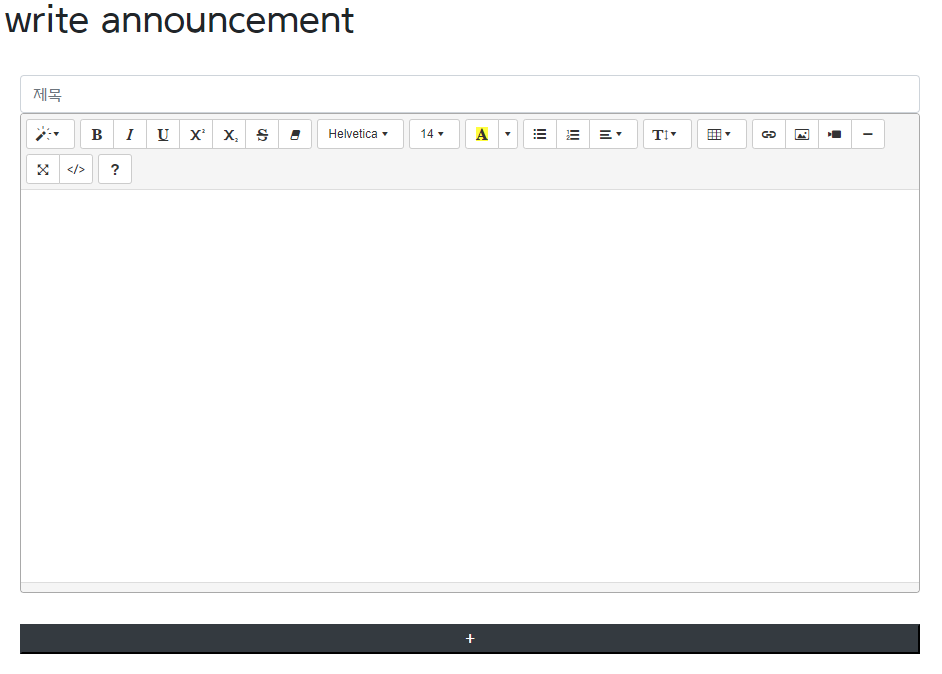 write announcement
제목
B I U X² X₂ S Helvetica 14 A T
</> ?
+